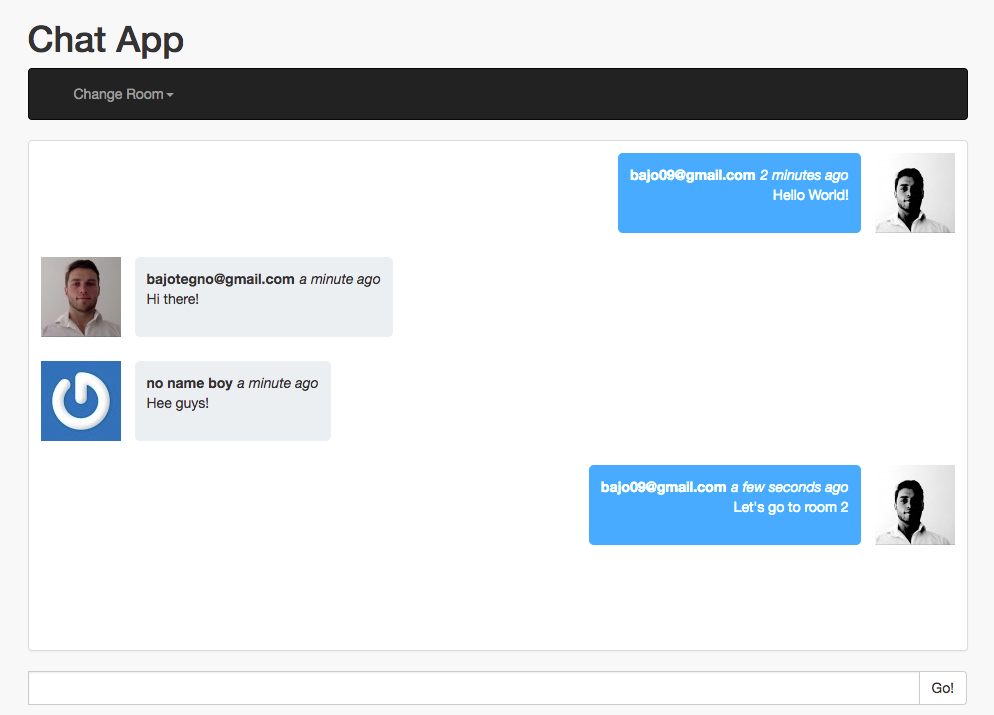 Chat App
Change Room
bajo09@gmail.com 2 minutes ago
Hello World!
bajotegno@gmail.com a minute ago
Hi there!
no name boy a minute ago
Hee guys!
bajo09@gmail.com a few seconds ago
Let's go to room 2
Go!